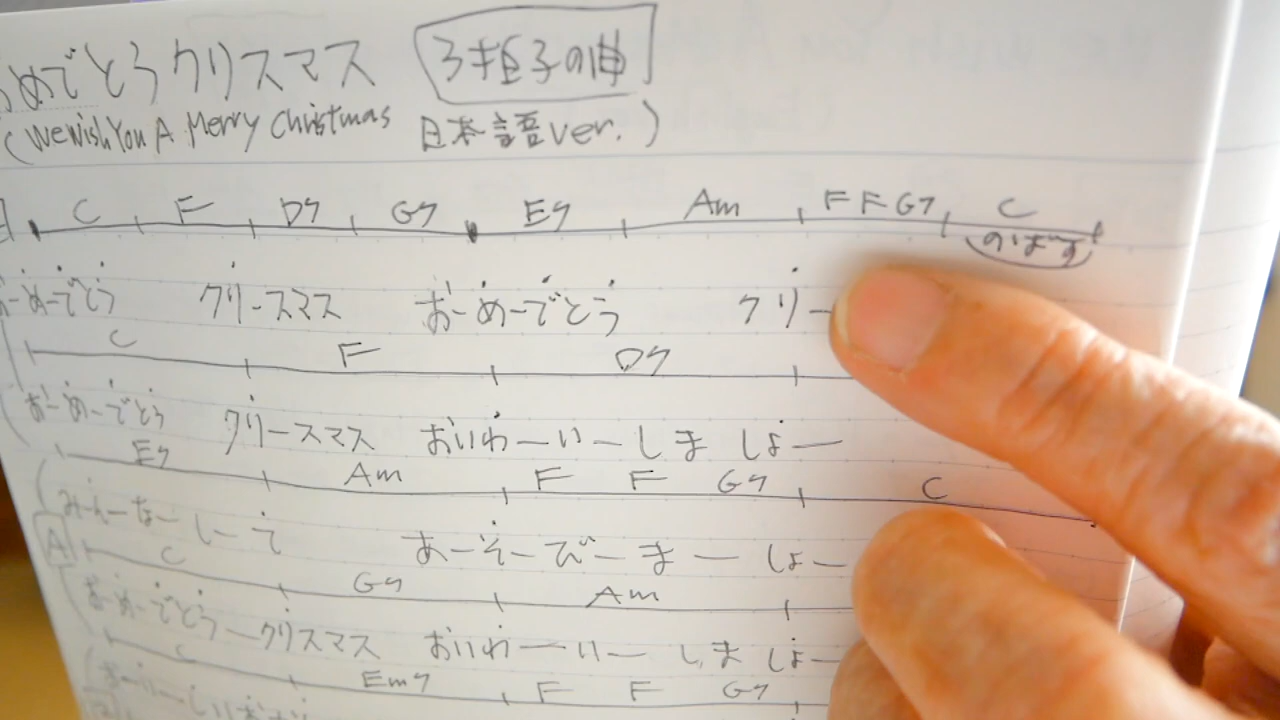 めでとうクリスマス 3拍子の曲
(We Wish You A Merry Christmas 日本語ver.)
C F D7 G7 E7 Am F F G7 C
のばす
おーめーでとう クリースマス おーめーでとう クリー
C F D7
おーめーでとう クリースマス おいわーいーしま しょー
E7 Am F F G7 C
みーんーなー しーて あーそーびーまーしょー
A
C G7 Am
おーめーでとうークリスマス おいわーいーしま しょー
C Em7 F F G7